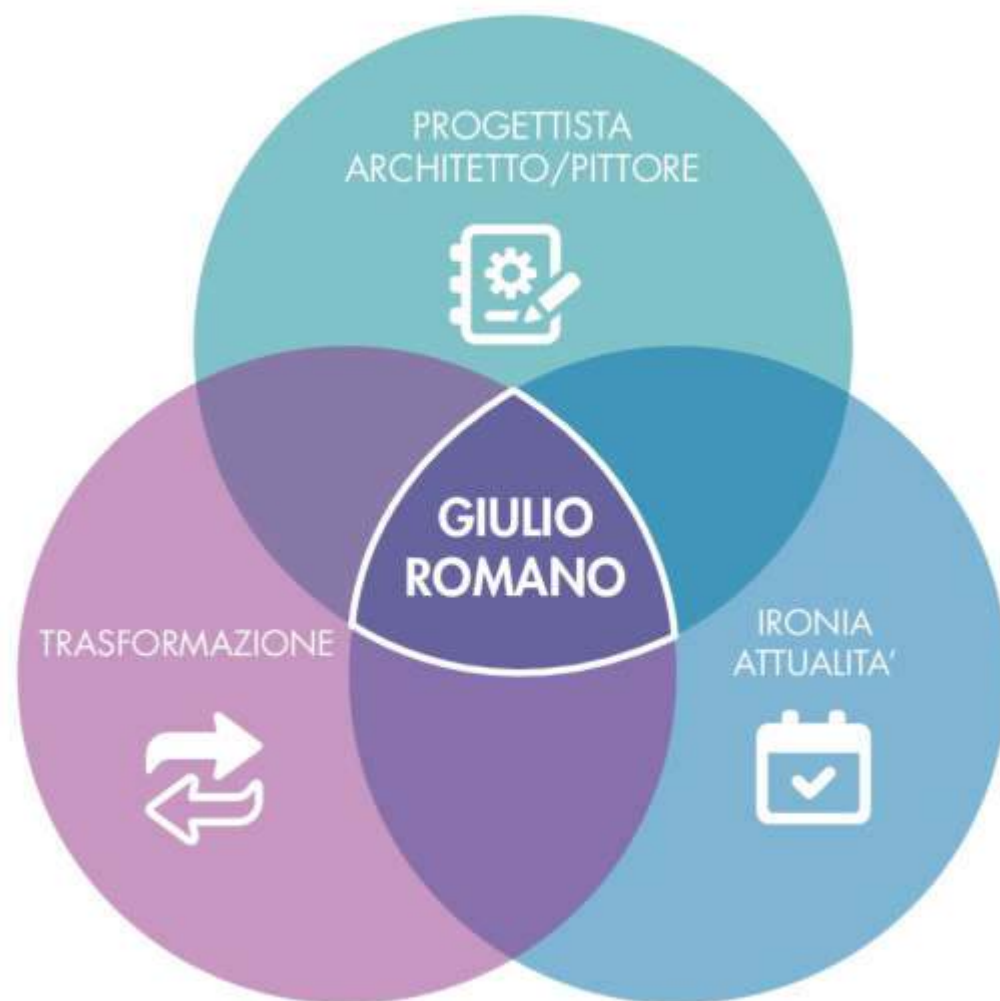 PROGETTISTA
ARCHITETTO/PITTORE
GIULIO
ROMANO
TRASFORMAZIONE
IRONIA
ATTUALITA'